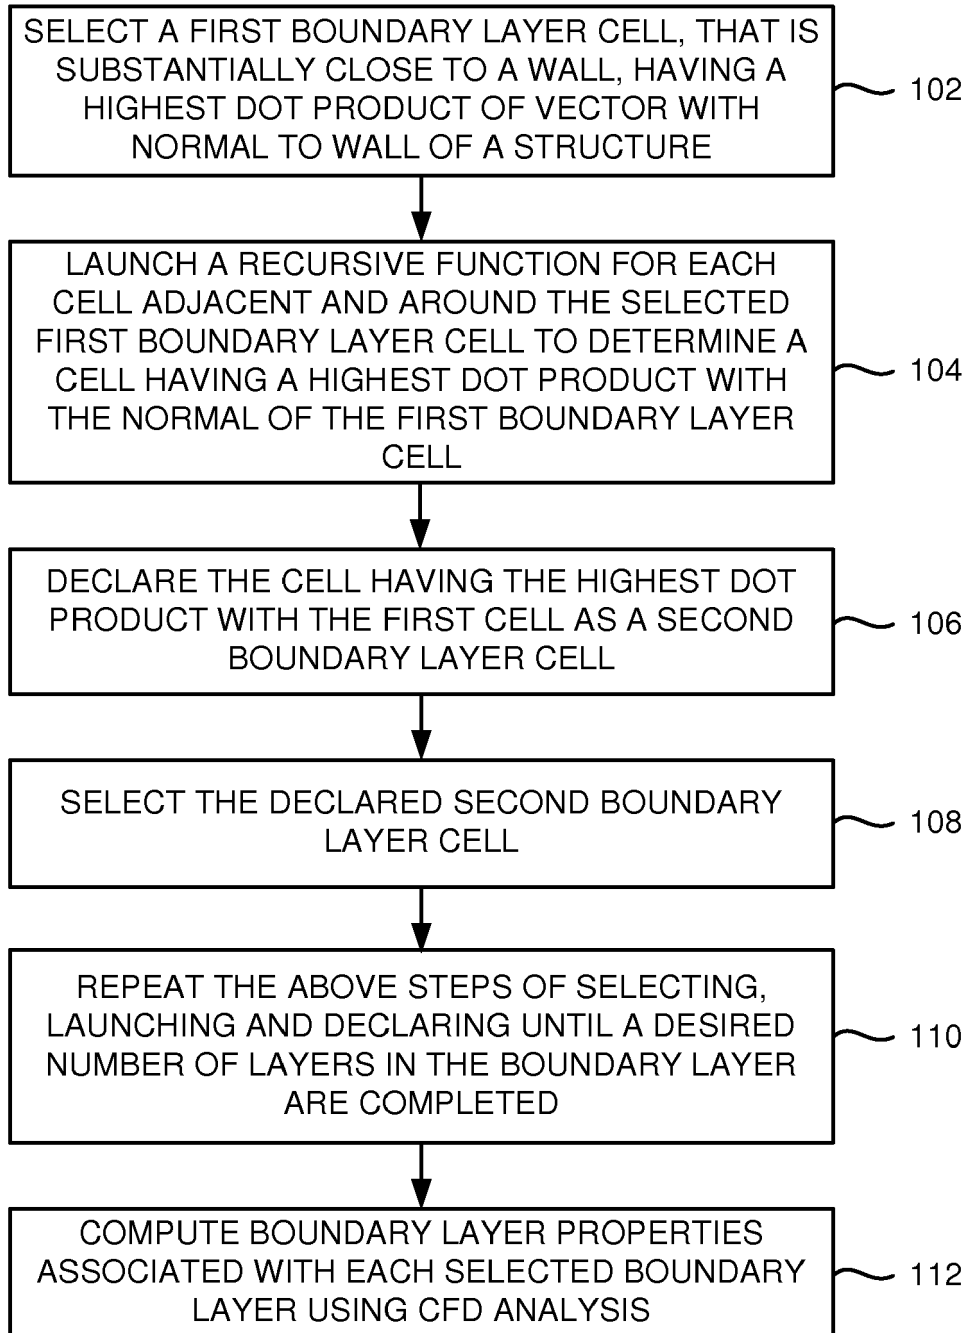 SELECT A FIRST BOUNDARY LAYER CELL, THAT IS
SUBSTANTIALLY CLOSE TO A WALL, HAVING A
HIGHEST DOT PRODUCT OF VECTOR WITH
NORMAL TO WALL OF A STRUCTURE
102
LAUNCH A RECURSIVE FUNCTION FOR EACH
CELL ADJACENT AND AROUND THE SELECTED
FIRST BOUNDARY LAYER CELL TO DETERMINE A
CELL HAVING A HIGHEST DOT PRODUCT WITH
THE NORMAL OF THE FIRST BOUNDARY LAYER
CELL
104
DECLARE THE CELL HAVING THE HIGHEST DOT
PRODUCT WITH THE FIRST CELL AS A SECOND
BOUNDARY LAYER CELL
106
SELECT THE DECLARED SECOND BOUNDARY
LAYER CELL
108
REPEAT THE ABOVE STEPS OF SELECTING,
LAUNCHING AND DECLARING UNTIL A DESIRED
NUMBER OF LAYERS IN THE BOUNDARY LAYER
ARE COMPLETED
110
COMPUTE BOUNDARY LAYER PROPERTIES
ASSOCIATED WITH EACH SELECTED BOUNDARY
LAYER USING CFD ANALYSIS
112